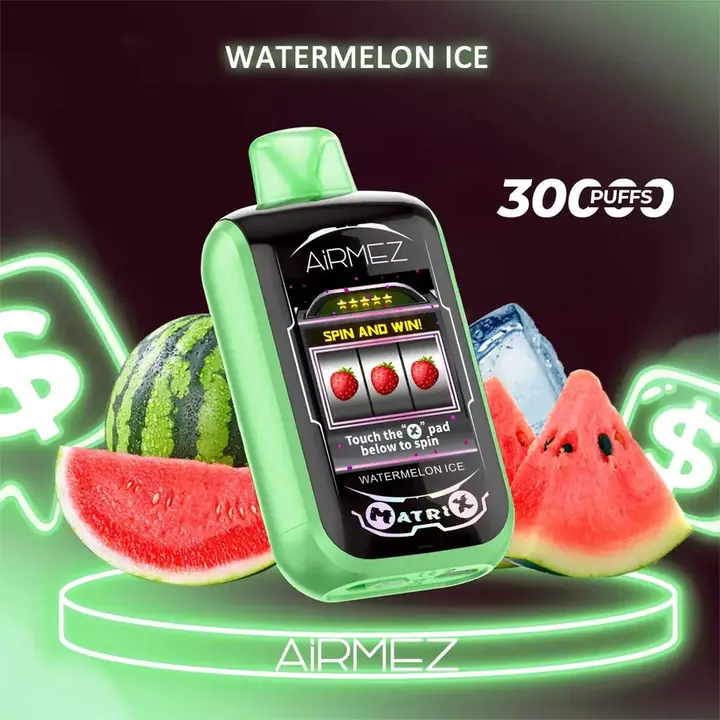 WATERMELON ICE
30000
PUFFS
AiRMEZ
SPIN AND WIN!
Touch the "X" pad
below to spin
WATERMELON ICE
MATRiX
$
$
AiRMEZ